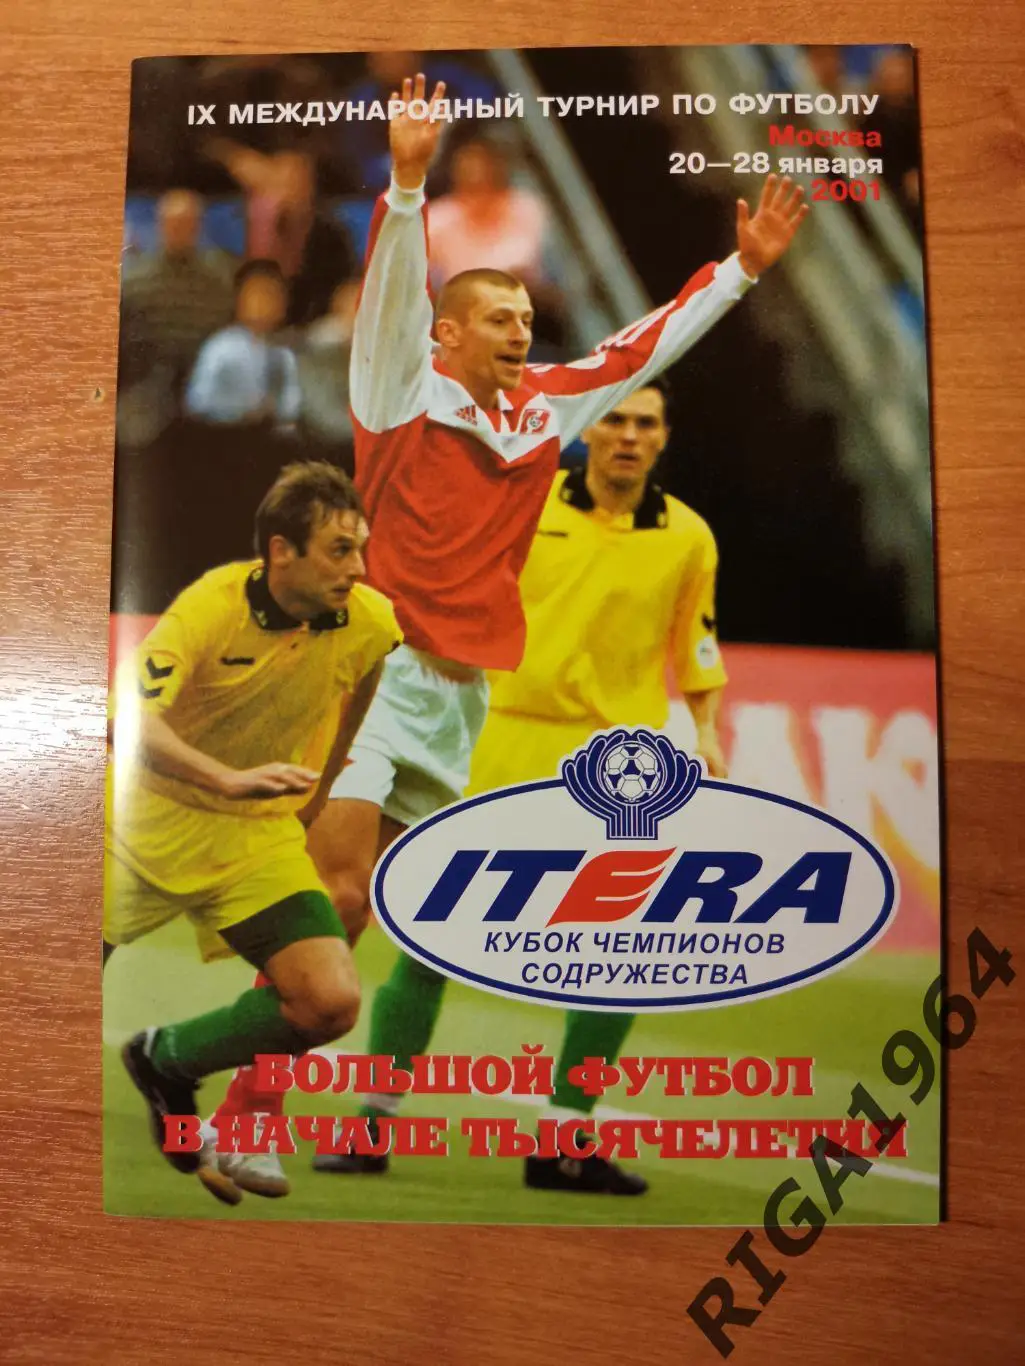 IX МЕЖДУНАРОДНЫЙ ТУРНИР ПО ФУТБОЛУ
Москва
20—28 января
2001
ITERA
КУБОК ЧЕМПИОНОВ
СОДРУЖЕСТВА
БОЛЬШОЙ ФУТБОЛ
В НАЧАЛЕ ТЫСЯЧЕЛЕТИЯ
RIGA1964